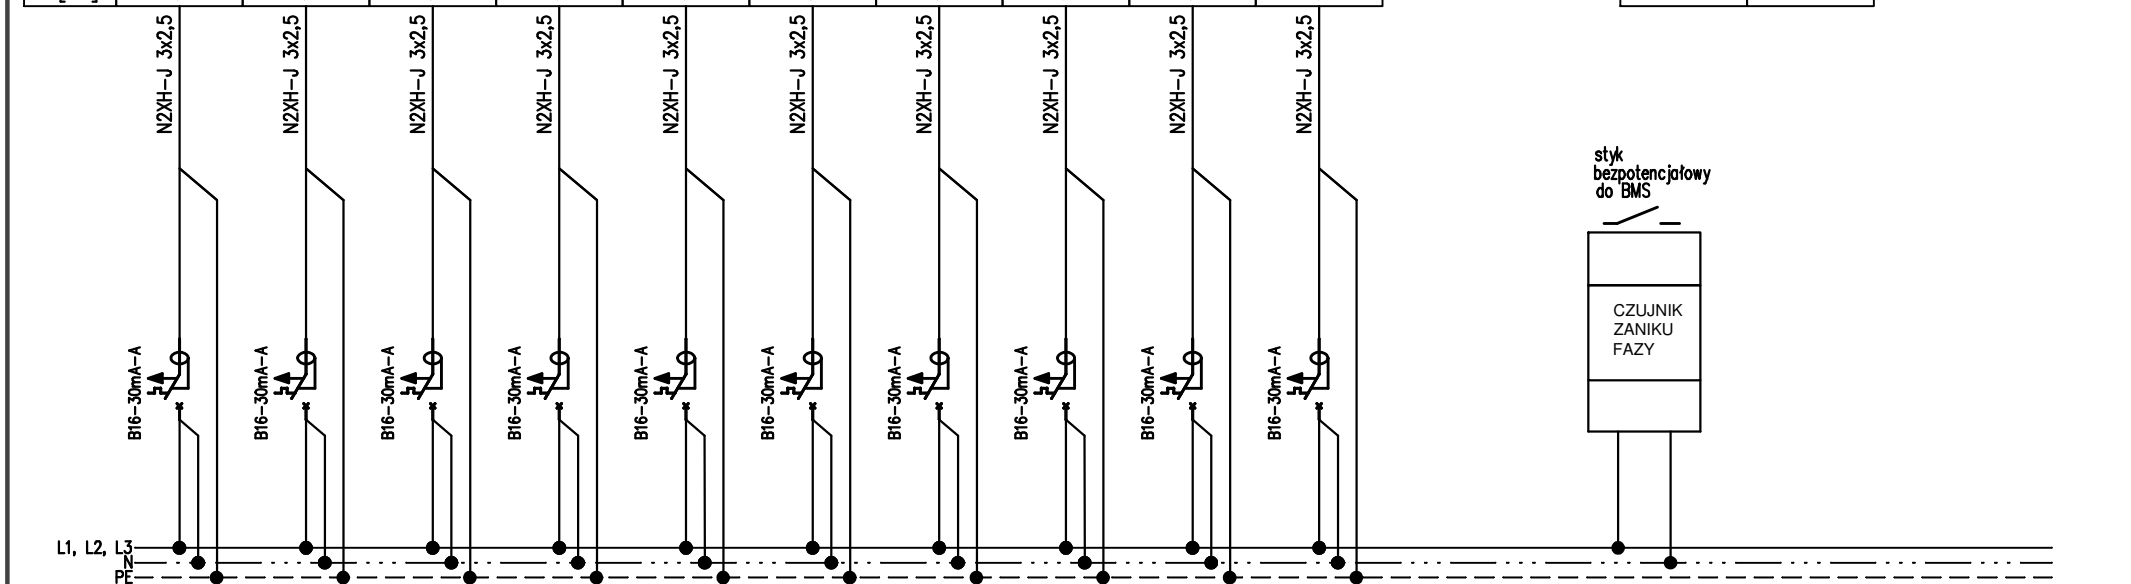 N2XH-J 3x2,5
N2XH-J 3x2,5
N2XH-J 3x2,5
N2XH-J 3x2,5
N2XH-J 3x2,5
N2XH-J 3x2,5
N2XH-J 3x2,5
N2XH-J 3x2,5
N2XH-J 3x2,5
N2XH-J 3x2,5
styk
bezpotencjałowy
do BMS
CZUJNIK
ZANIKU
FAZY
B16-30mA-A
B16-30mA-A
B16-30mA-A
B16-30mA-A
B16-30mA-A
B16-30mA-A
B16-30mA-A
B16-30mA-A
B16-30mA-A
B16-30mA-A
L1, L2, L3
N
PE